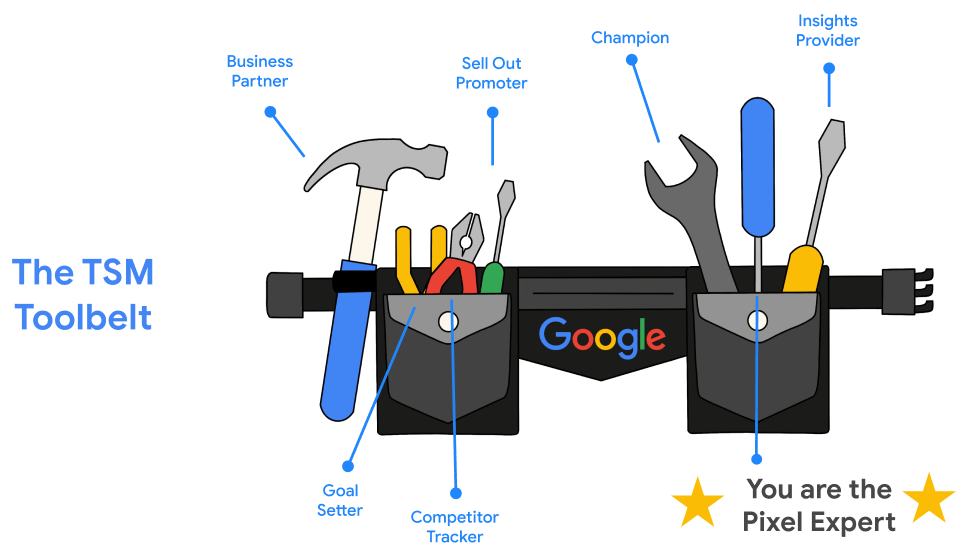 The TSM
Toolbelt
Business
Partner
Sell Out
Promoter
Champion
Insights
Provider
Google
Goal
Setter
Competitor
Tracker
You are the
Pixel Expert